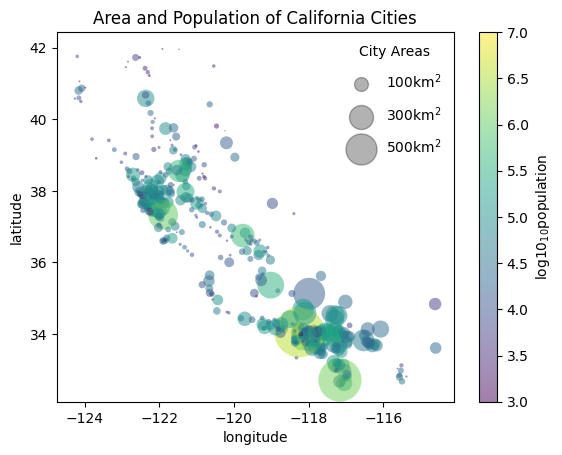 Area and Population of California Cities
City Areas
100km²
300km²
500km²
42
40
38
36
34
latitude
−124
−122
−120
−118
−116
longitude
7.0
6.5
6.0
5.5
5.0
4.5
4.0
3.5
3.0
log10₁₀population